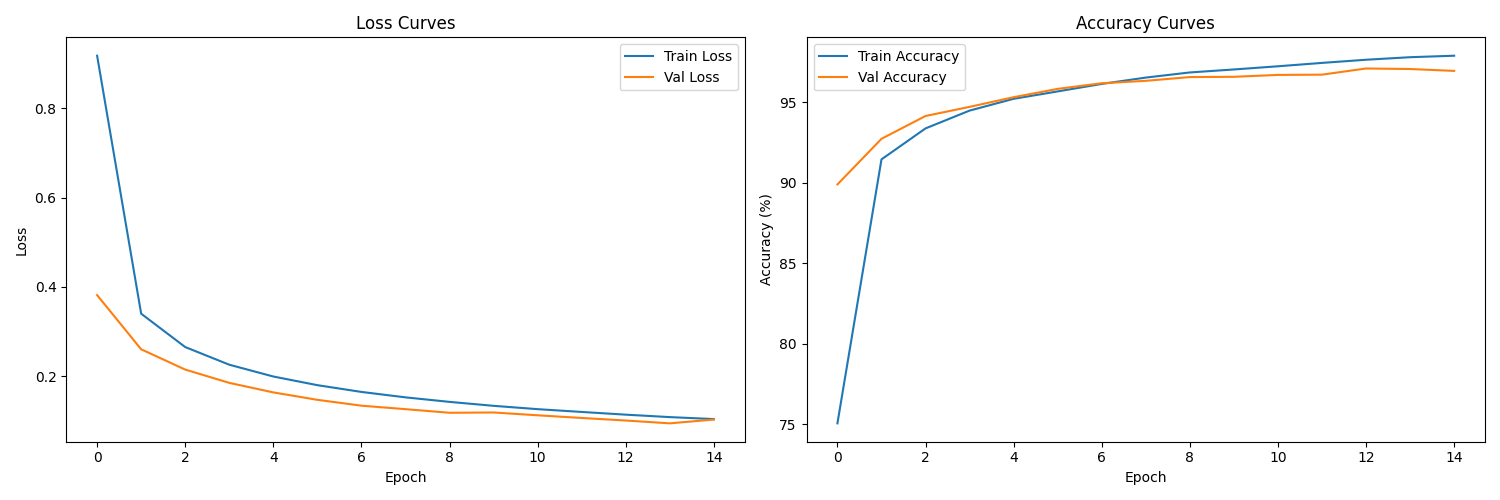 Loss Curves
Train Loss
Val Loss
0.8
0.6
0.4
0.2
Loss
0 2 4 6 8 10 12 14
Epoch
Accuracy Curves
Train Accuracy
Val Accuracy
95
90
85
80
75
Accuracy (%)
0 2 4 6 8 10 12 14
Epoch